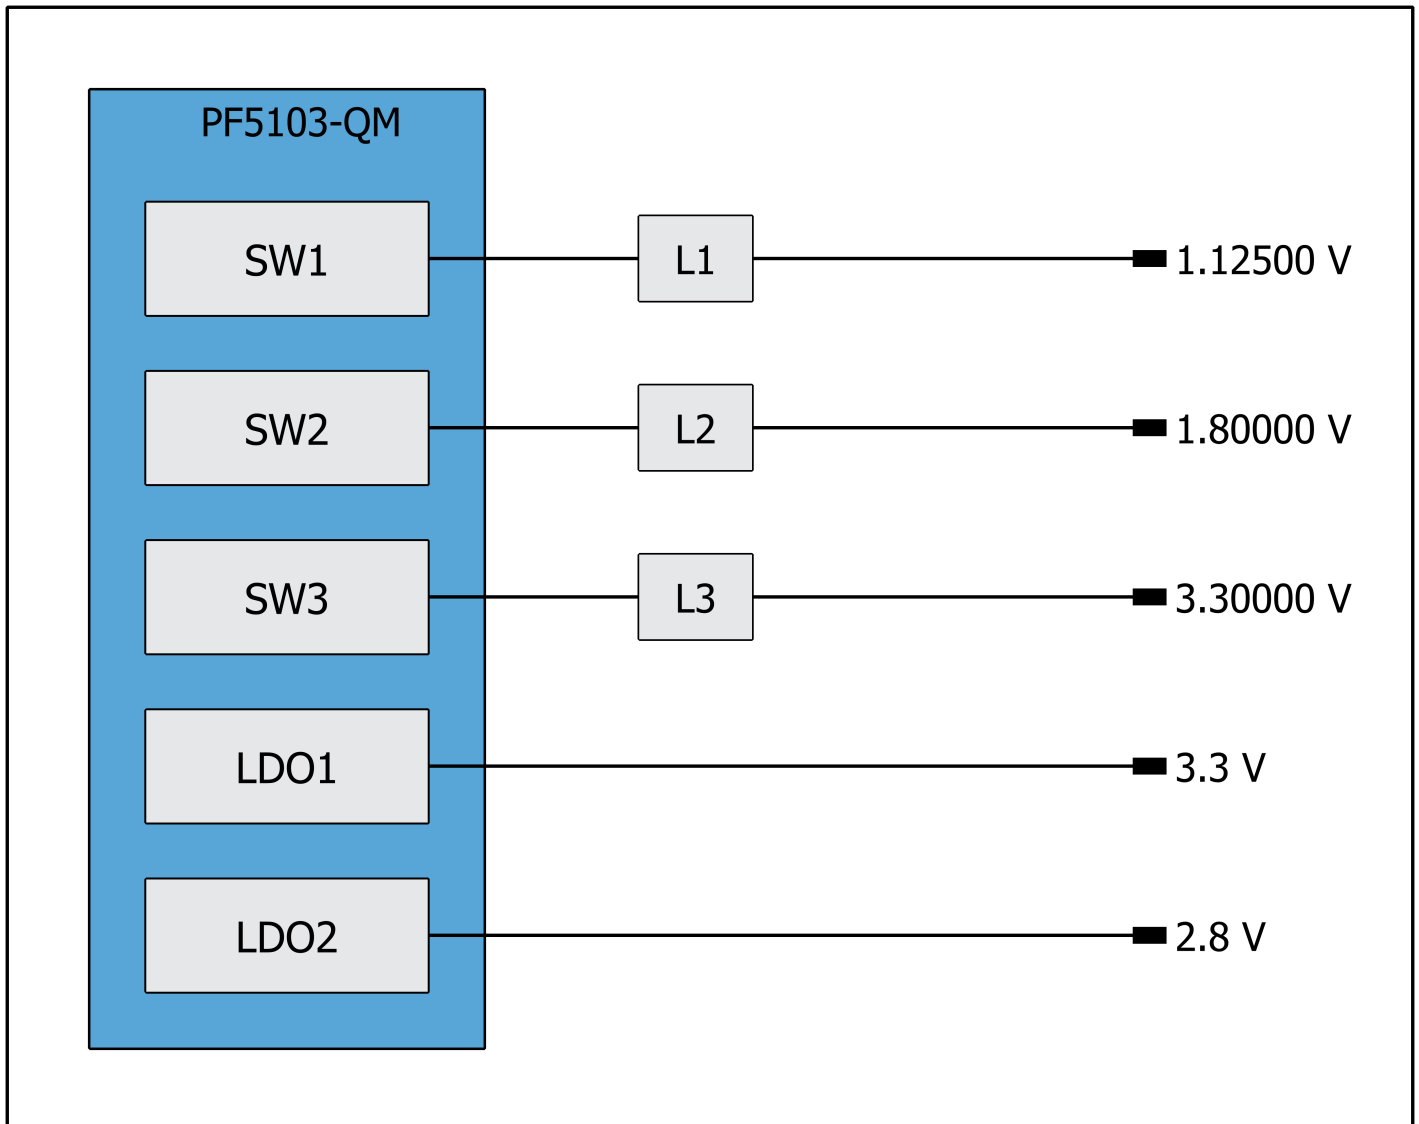 PF5103-QM
SW1 L1 1.12500 V
SW2 L2 1.80000 V
SW3 L3 3.30000 V
LDO1 3.3 V
LDO2 2.8 V